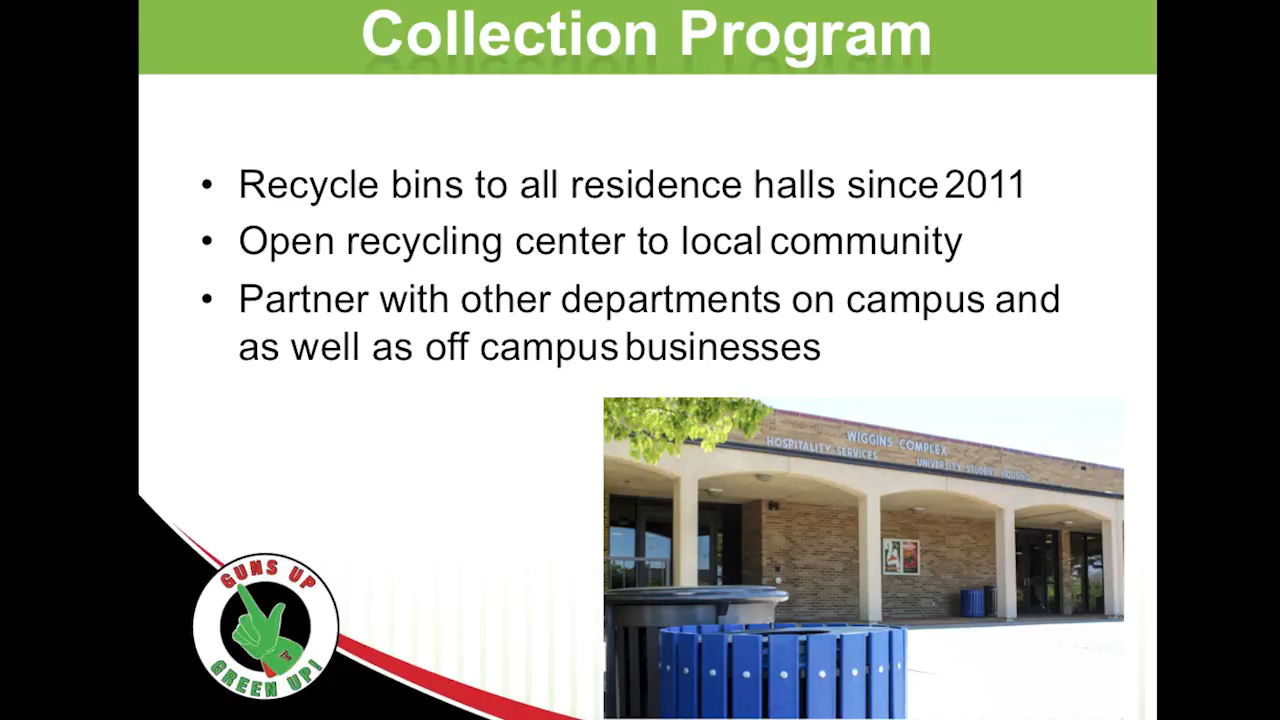 Collection Program
• Recycle bins to all residence halls since 2011
• Open recycling center to local community
• Partner with other departments on campus and
as well as off campus businesses
WIGGINS COMPLEX
HOSPITALITY SERVICES
UNIVERSITY STUDENT HOUSING
GUNS UP
GREEN UP!